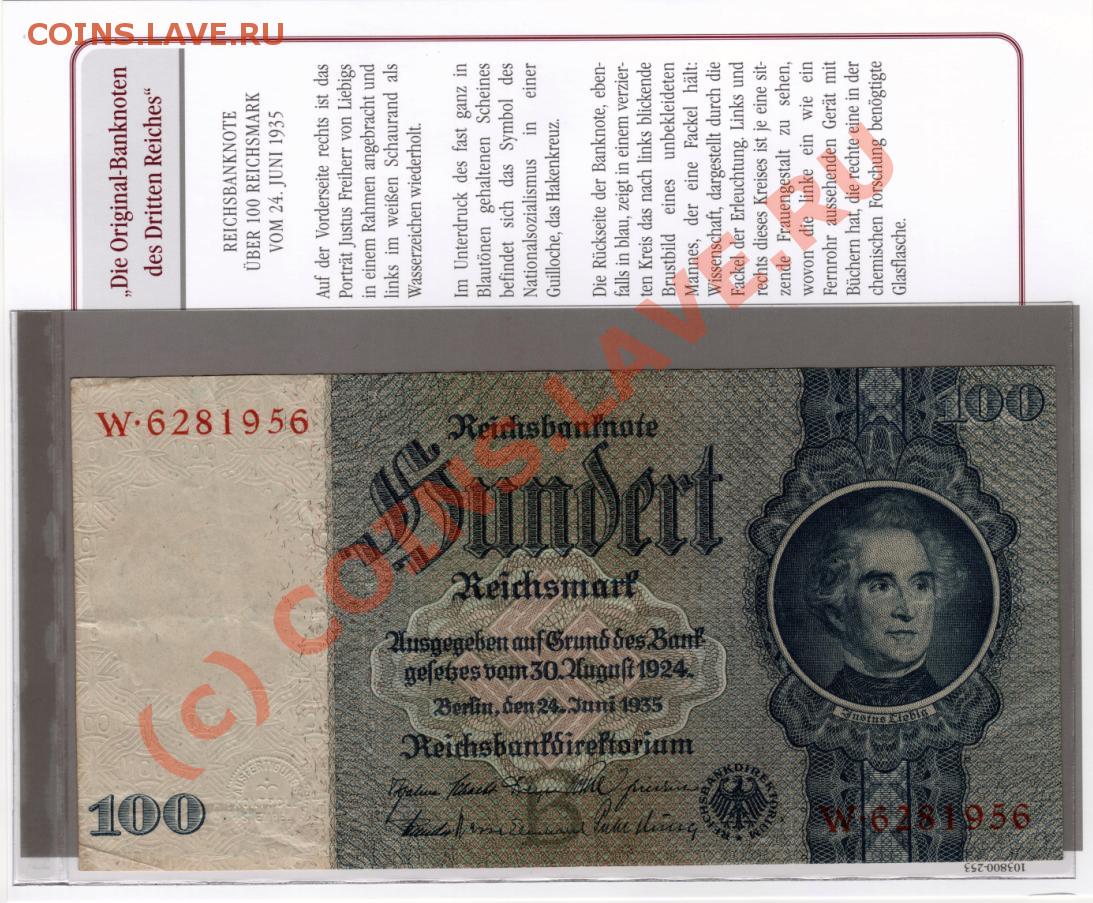 COINS.LAVE.RU
„Die Original-Banknoten
des Dritten Reiches“
REICHSBANKNOTE
ÜBER 100 REICHSMARK
VOM 24. JUNI 1935
Auf der Vorderseite rechts ist das
Porträt Justus Freiherr von Liebigs
in einem Rahmen angebracht und
links im weißen Schaurand als
Wasserzeichen wiederholt.
Im Unterdruck des fast ganz in
Blautönen gehaltenen Scheines
befindet sich das Symbol des
Nationalsozialismus in einer
Guilloche, das Hakenkreuz.
Die Rückseite der Banknote, eben-
falls in blau, zeigt in einem verzier-
ten Kreis das nach links blickende
Brustbild eines unbekleideten
Mannes, der eine Fackel hält:
Wissenschaft, dargestellt durch die
Fackel der Erleuchtung. Links und
rechts dieses Kreises ist je eine sit-
zende Frauengestalt zu sehen,
wovon die linke ein wie ein
Fernrohr aussehenden Gerät mit
Büchern hat, die rechte eine in der
chemischen Forschung benötigte
Glasflasche.
W·6281956
100
Reichsbanknote
Hundert
Reichsmark
Ausgegeben auf Grund des Bank-
gesetzes vom 30. August 1924.
Berlin, den 24. Juni 1935
Reichsbankdirektorium
Justus Liebig
REICHSBANKDIREKTORIUM
B
100
W·6281956
103800-253
(c) COINS.LAVE.RU